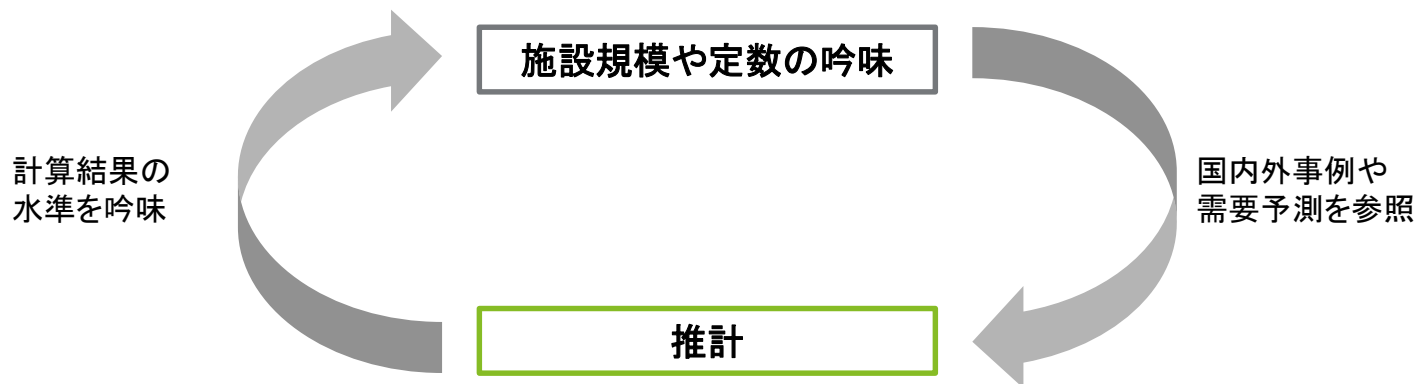 施設規模や定数の吟味
計算結果の
水準を吟味
国内外事例や
需要予測を参照
推計